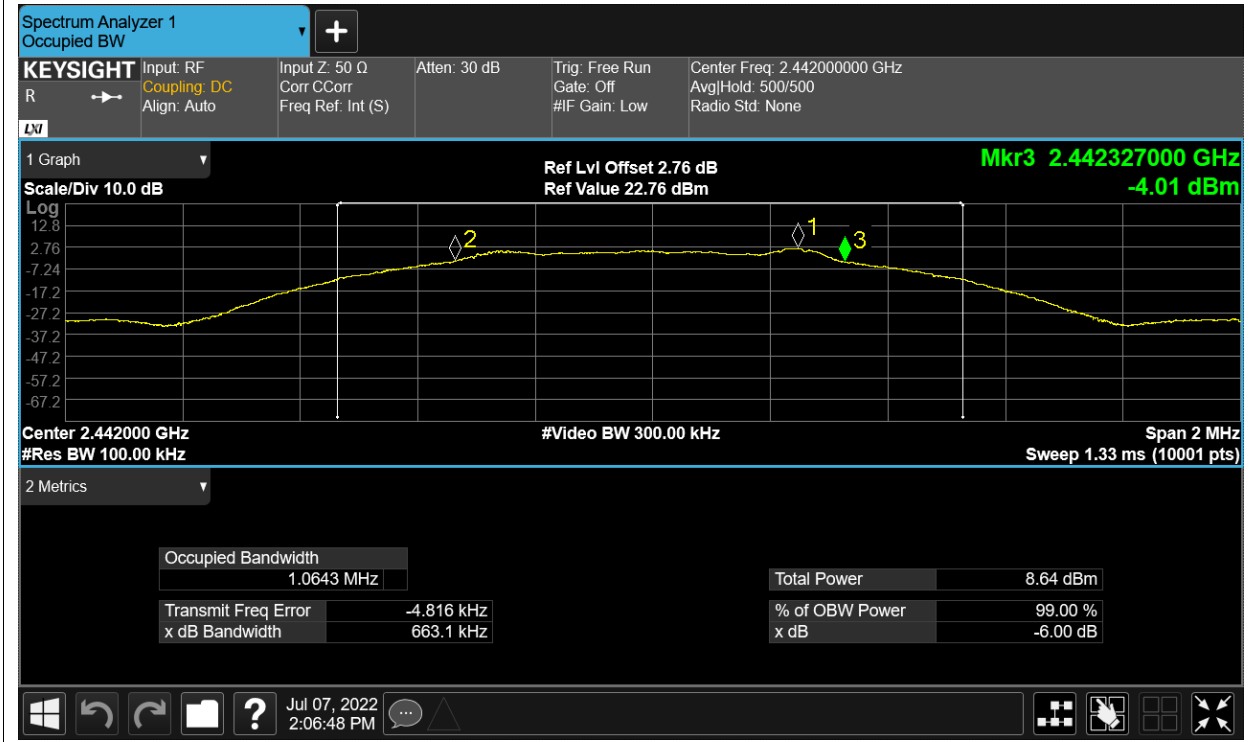 Spectrum Analyzer 1
Occupied BW
+
KEYSIGHT Input: RF Input Z: 50 Ω Atten: 30 dB Trig: Free Run Center Freq: 2.442000000 GHz
R Coupling: DC Corr CCorr Gate: Off Avg|Hold: 500/500
Align: Auto Freq Ref: Int (S) #IF Gain: Low Radio Std: None
LXI
1 Graph Ref Lvl Offset 2.76 dB Mkr3 2.442327000 GHz
Scale/Div 10.0 dB Ref Value 22.76 dBm -4.01 dBm
Log
12.8
2.76
-7.24
-17.2
-27.2
-37.2
-47.2
-57.2
-67.2
2
1
3
Center 2.442000 GHz #Video BW 300.00 kHz Span 2 MHz
#Res BW 100.00 kHz Sweep 1.33 ms (10001 pts)
2 Metrics
Occupied Bandwidth
1.0643 MHz Total Power 8.64 dBm
Transmit Freq Error -4.816 kHz % of OBW Power 99.00 %
x dB Bandwidth 663.1 kHz x dB -6.00 dB
? Jul 07, 2022
2:06:48 PM